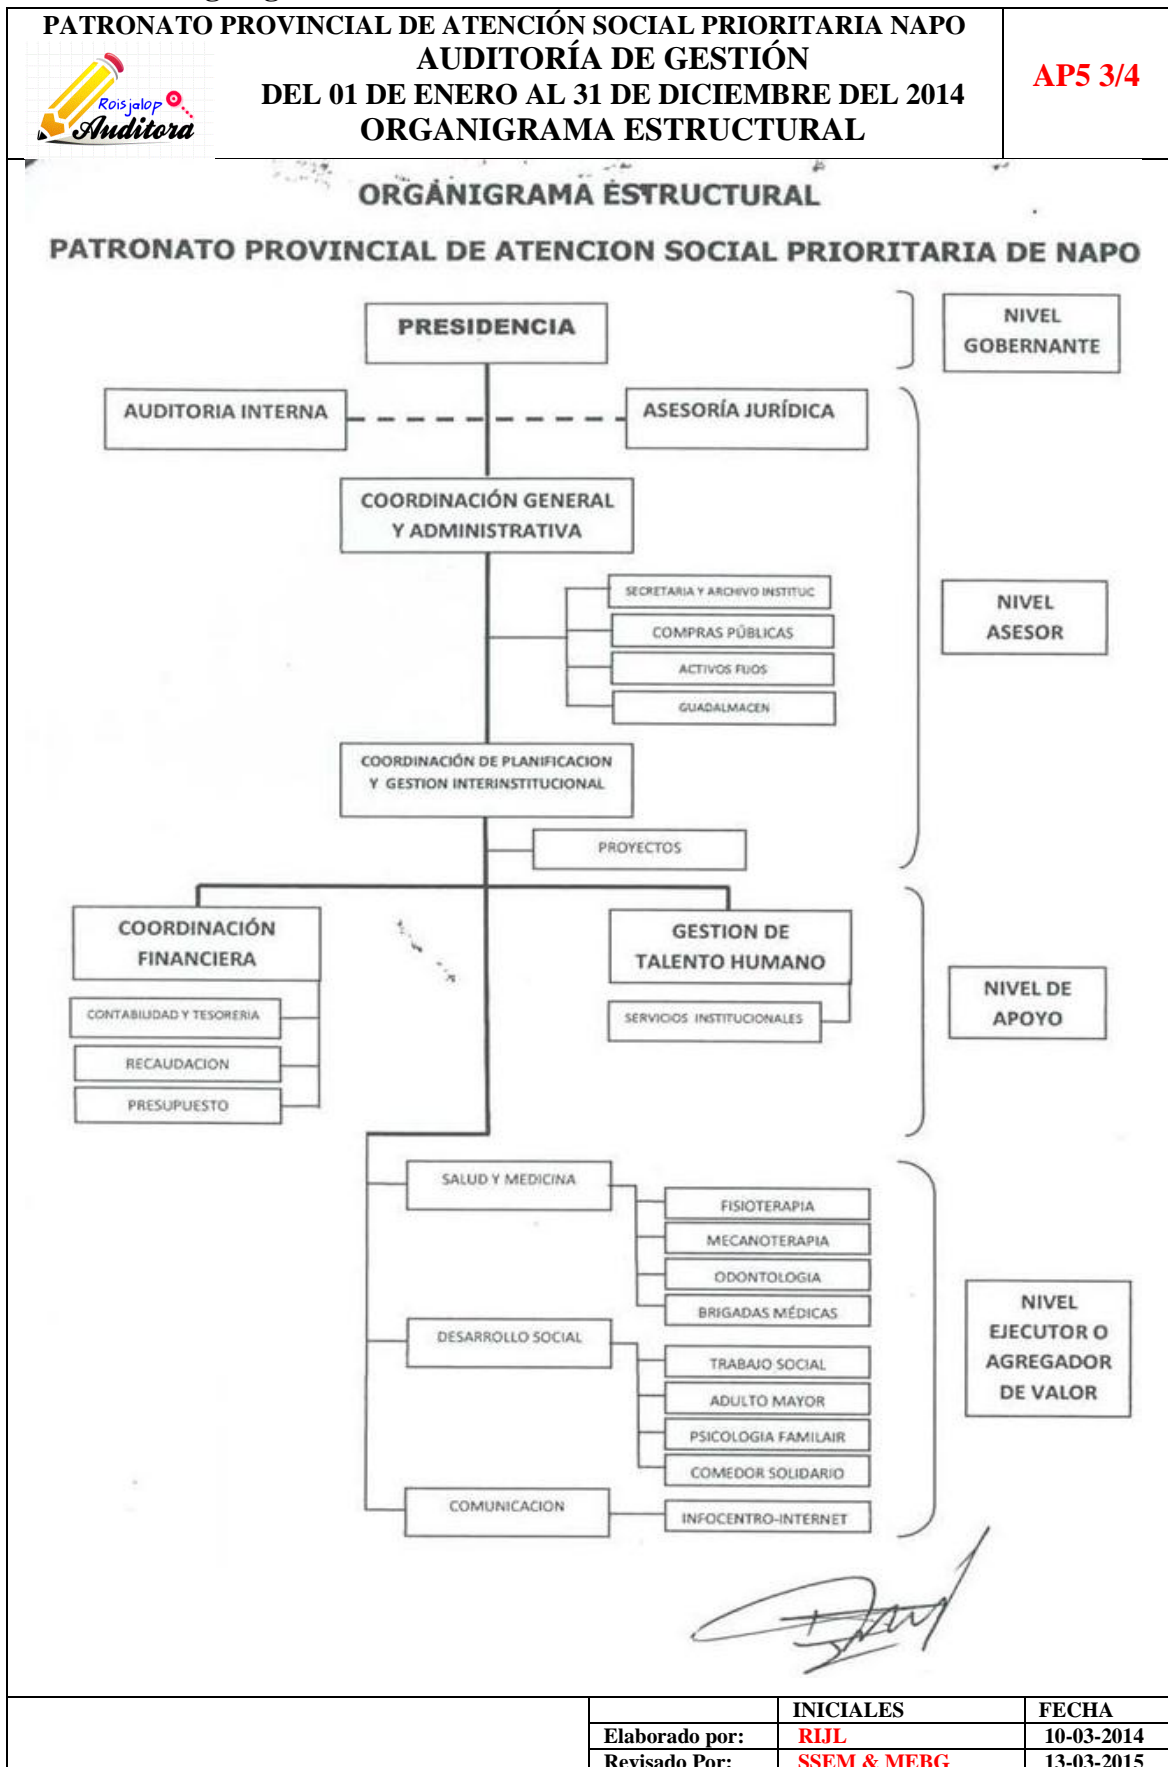 PATRONATO PROVINCIAL DE ATENCIÓN SOCIAL PRIORITARIA NAPO
AUDITORÍA DE GESTIÓN
DEL 01 DE ENERO AL 31 DE DICIEMBRE DEL 2014
ORGANIGRAMA ESTRUCTURAL
AP5 3/4
Roisjalop
Auditora
ORGANIGRAMA ESTRUCTURAL
PATRONATO PROVINCIAL DE ATENCION SOCIAL PRIORITARIA DE NAPO
PRESIDENCIA
NIVEL
GOBERNANTE
AUDITORIA INTERNA
ASESORÍA JURÍDICA
COORDINACIÓN GENERAL
Y ADMINISTRATIVA
SECRETARIA Y ARCHIVO INSTITUC
COMPRAS PÚBLICAS
ACTIVOS FIJOS
GUADALMACEN
NIVEL
ASESOR
COORDINACIÓN DE PLANIFICACION
Y GESTION INTERINSTITUCIONAL
PROYECTOS
COORDINACIÓN
FINANCIERA
CONTABILIDAD Y TESORERIA
RECAUDACION
PRESUPUESTO
GESTION DE
TALENTO HUMANO
SERVICIOS INSTITUCIONALES
NIVEL DE
APOYO
SALUD Y MEDICINA
FISIOTERAPIA
MECANOTERAPIA
ODONTOLOGIA
BRIGADAS MÉDICAS
DESARROLLO SOCIAL
TRABAJO SOCIAL
ADULTO MAYOR
PSICOLOGIA FAMILAIR
COMEDOR SOLIDARIO
COMUNICACION
INFOCENTRO-INTERNET
NIVEL
EJECUTOR O
AGREGADOR
DE VALOR
INICIALES FECHA
Elaborado por: RIJL 10-03-2014
Revisado Por: SSEM & MEBG 13-03-2015